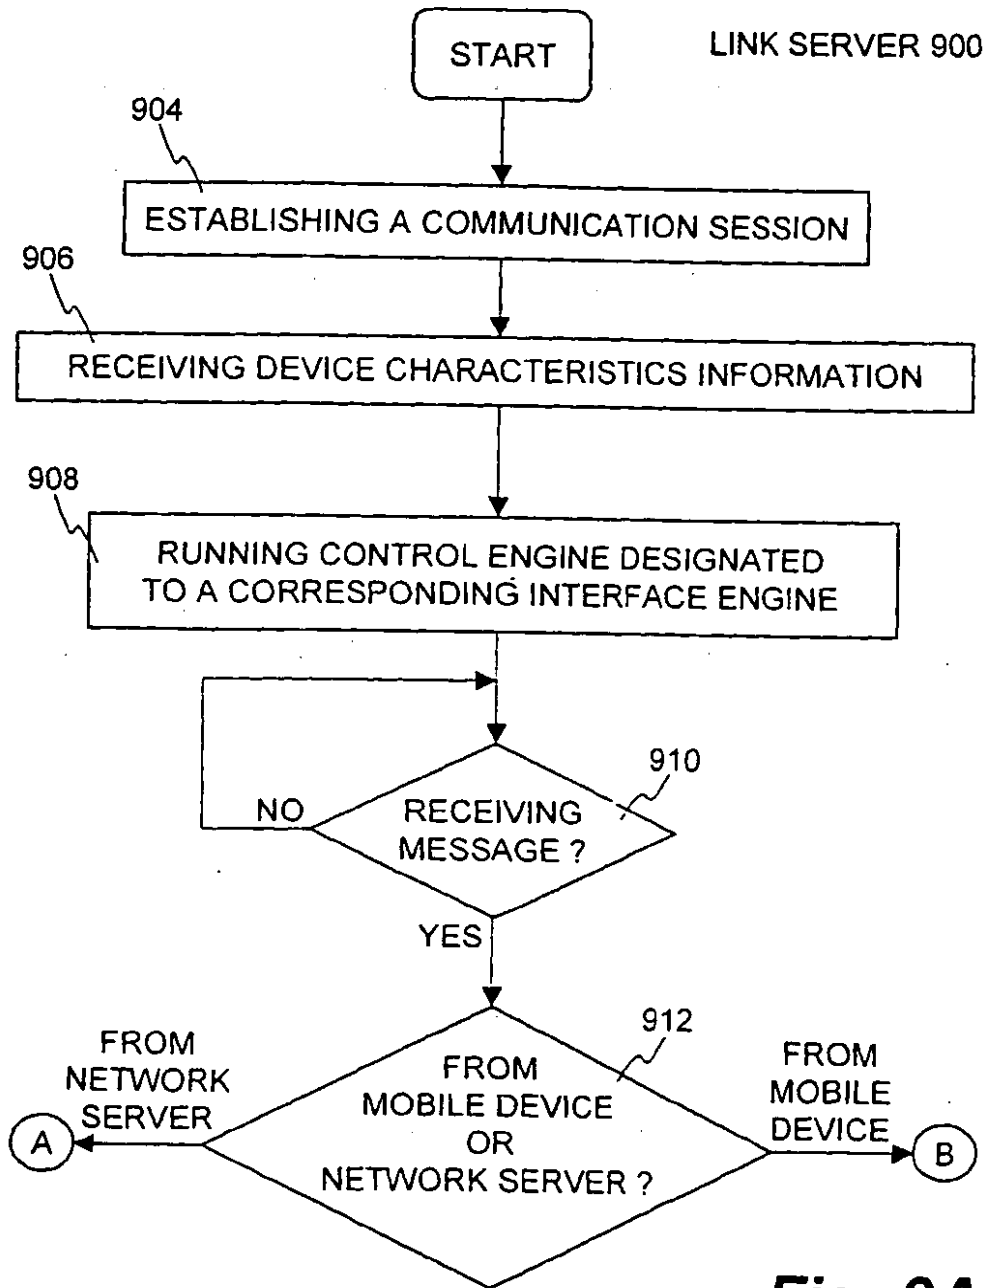 START
LINK SERVER 900
904
ESTABLISHING A COMMUNICATION SESSION
906
RECEIVING DEVICE CHARACTERISTICS INFORMATION
908
RUNNING CONTROL ENGINE DESIGNATED
TO A CORRESPONDING INTERFACE ENGINE
910
NO
RECEIVING
MESSAGE ?
YES
912
FROM
NETWORK
SERVER
FROM
MOBILE DEVICE
OR
NETWORK SERVER ?
FROM
MOBILE
DEVICE
A
B
Fig. 9A